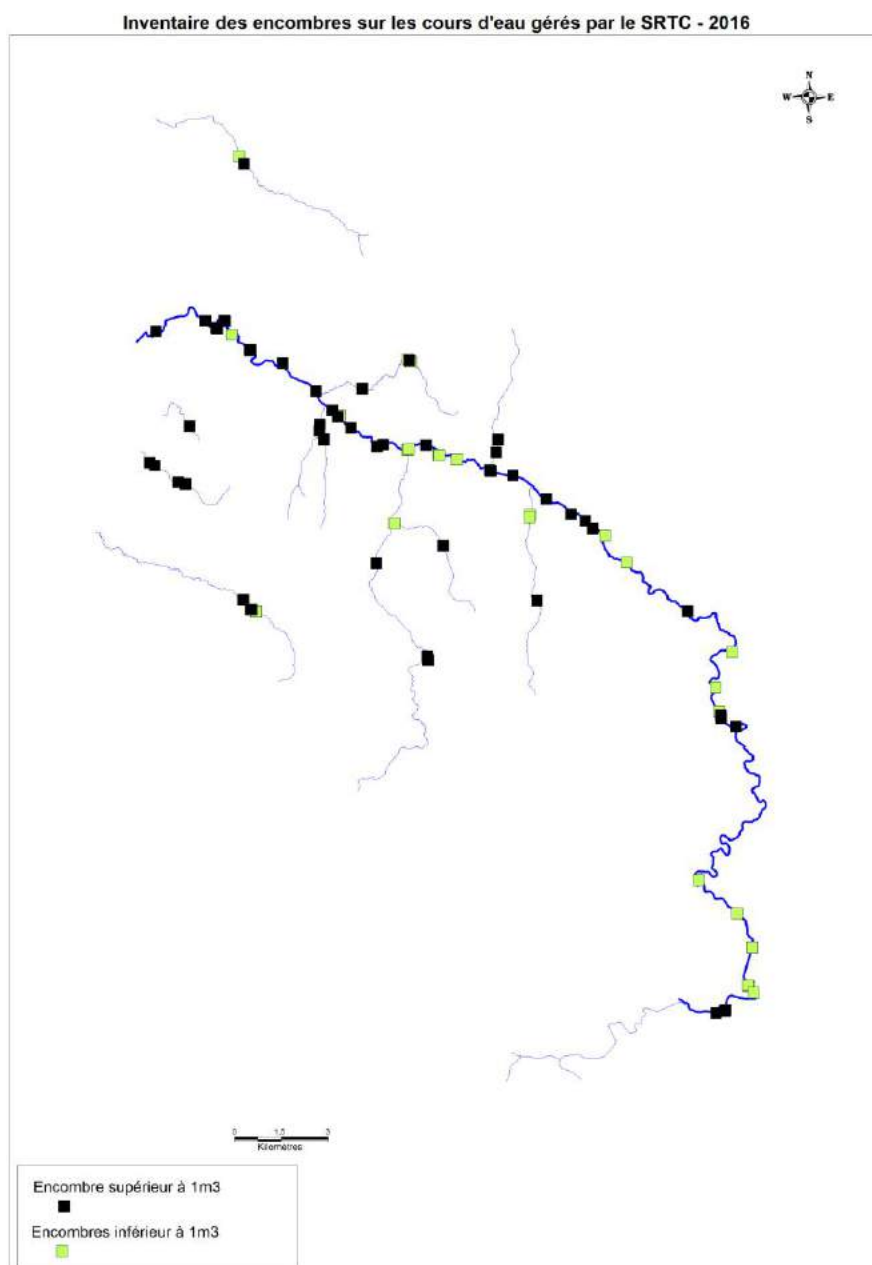 Inventaire des encombres sur les cours d'eau gérés par le SRTC - 2016
N
W E
S
0 1,5 3
Kilomètres
Encombre supérieur à 1m3
Encombres inférieur à 1m3